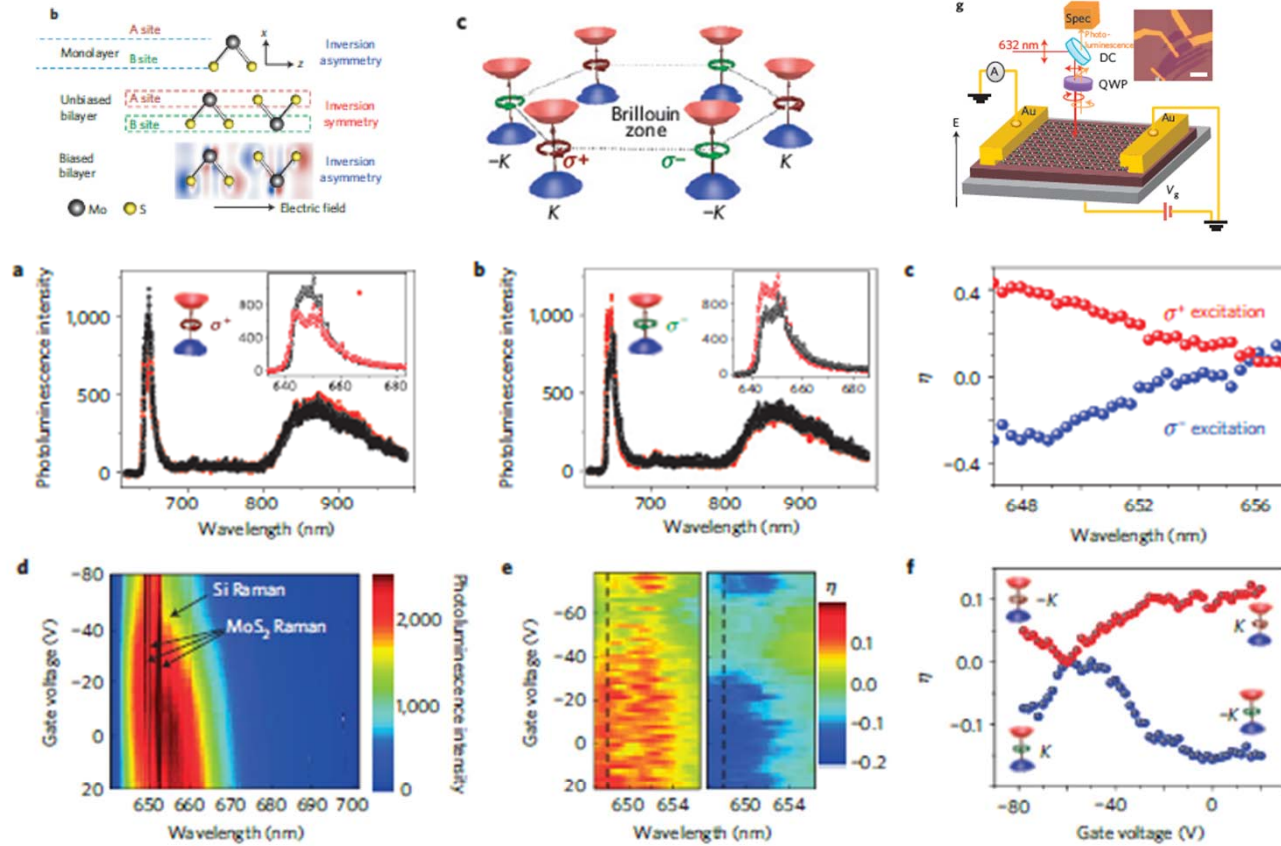 b
A site
Monolayer
B site
x
z
Inversion
asymmetry
Unbiased
bilayer
A site
B site
Inversion
symmetry
Biased
bilayer
Inversion
asymmetry
Mo
S
Electric field
c
Brillouin
zone
-K
σ+
σ−
K
K
-K
g
Spec
Photo-
luminescence
632 nm
DC
QWP
A
Au
Au
E
Vg
a
Photoluminescence intensity
1,000
500
0
σ+
800
400
0
640
660
680
700
800
900
Wavelength (nm)
b
Photoluminescence intensity
1,000
500
0
σ−
800
400
0
640
660
680
700
800
900
Wavelength (nm)
c
η
0.4
0.0
−0.4
σ+ excitation
σ− excitation
648
652
656
Wavelength (nm)
d
Gate voltage (V)
−80
−60
−40
−20
0
20
Si Raman
MoS2 Raman
650
660
670
680
690
700
Wavelength (nm)
2,000
1,000
0
Photoluminescence intensity
e
Gate voltage (V)
−60
−40
−20
0
20
650
654
650
654
Wavelength (nm)
η
0.1
0.0
−0.1
−0.2
f
η
0.1
0.0
−0.1
−K
K
K
−K
−80
−40
0
Gate voltage (V)